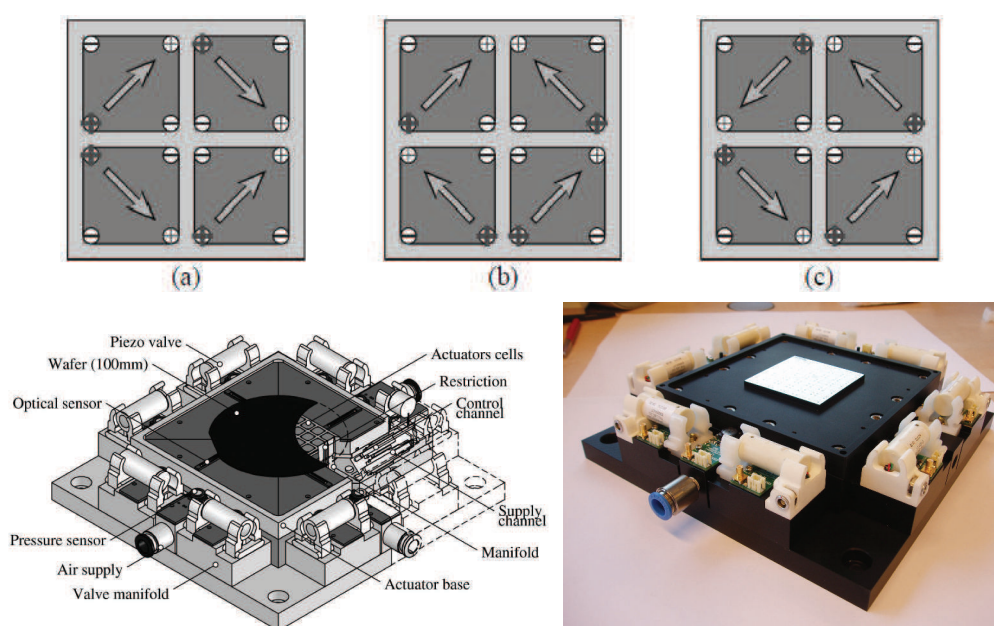 (a)
(b)
(c)
Piezo valve
Wafer (100mm)
Optical sensor
Pressure sensor
Air supply
Valve manifold
Actuators cells
Restriction
Control
channel
Supply
channel
Manifold
Actuator base